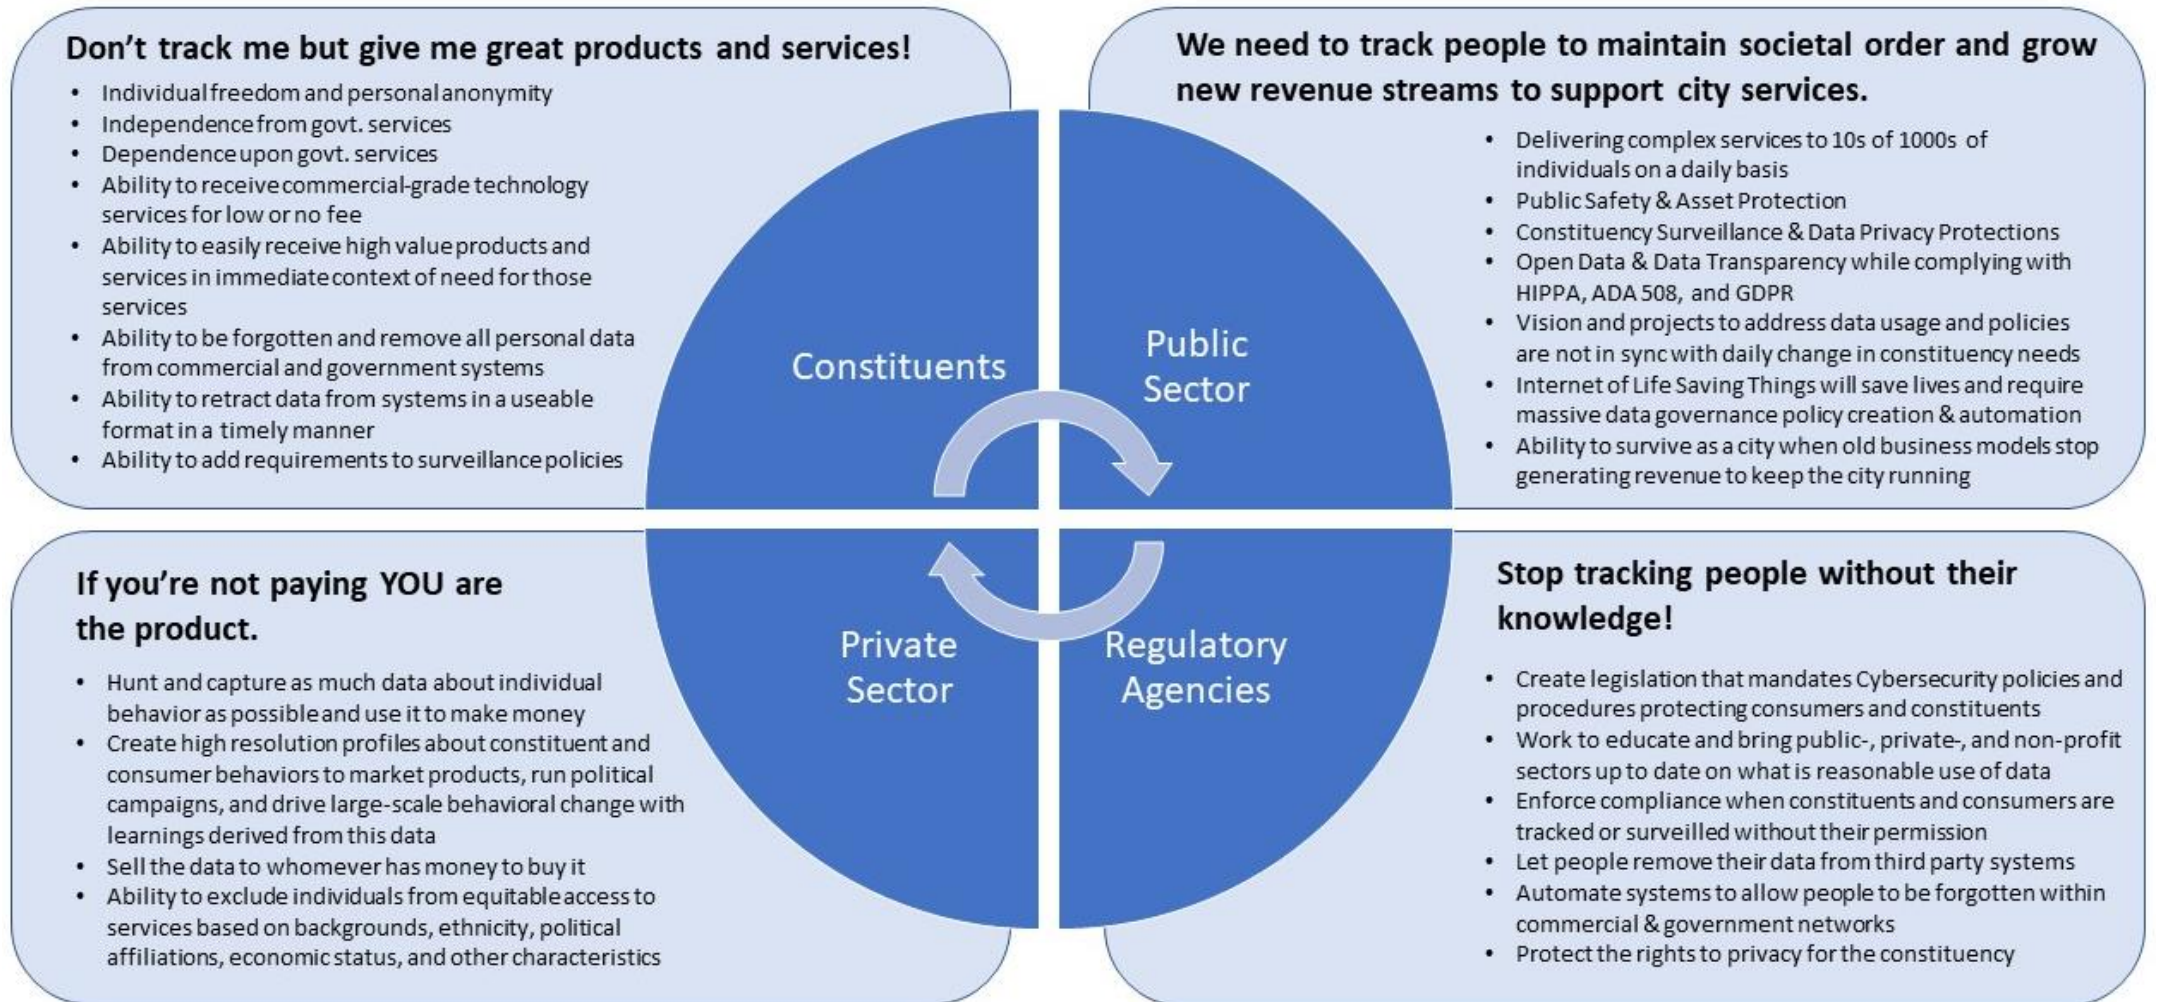 Don't track me but give me great products and services!
• Individual freedom and personal anonymity
• Independence from govt. services
• Dependence upon govt. services
• Ability to receive commercial-grade technology
services for low or no fee
• Ability to easily receive high value products and
services in immediate context of need for those
services
• Ability to be forgotten and remove all personal data
from commercial and government systems
• Ability to retract data from systems in a useable
format in a timely manner
• Ability to add requirements to surveillance policies
We need to track people to maintain societal order and grow
new revenue streams to support city services.
• Delivering complex services to 10s of 1000s of
individuals on a daily basis
• Public Safety & Asset Protection
• Constituency Surveillance & Data Privacy Protections
• Open Data & Data Transparency while complying with
HIPPA, ADA 508, and GDPR
• Vision and projects to address data usage and policies
are not in sync with daily change in constituency needs
• Internet of Life Saving Things will save lives and require
massive data governance policy creation & automation
• Ability to survive as a city when old business models stop
generating revenue to keep the city running
Constituents
Public
Sector
Private
Sector
Regulatory
Agencies
If you're not paying YOU are
the product.
• Hunt and capture as much data about individual
behavior as possible and use it to make money
• Create high resolution profiles about constituent and
consumer behaviors to market products, run political
campaigns, and drive large-scale behavioral change with
learnings derived from this data
• Sell the data to whomever has money to buy it
• Ability to exclude individuals from equitable access to
services based on backgrounds, ethnicity, political
affiliations, economic status, and other characteristics
Stop tracking people without their
knowledge!
• Create legislation that mandates Cybersecurity policies and
procedures protecting consumers and constituents
• Work to educate and bring public-, private-, and non-profit
sectors up to date on what is reasonable use of data
• Enforce compliance when constituents and consumers are
tracked or surveilled without their permission
• Let people remove their data from third party systems
• Automate systems to allow people to be forgotten within
commercial & government networks
• Protect the rights to privacy for the constituency